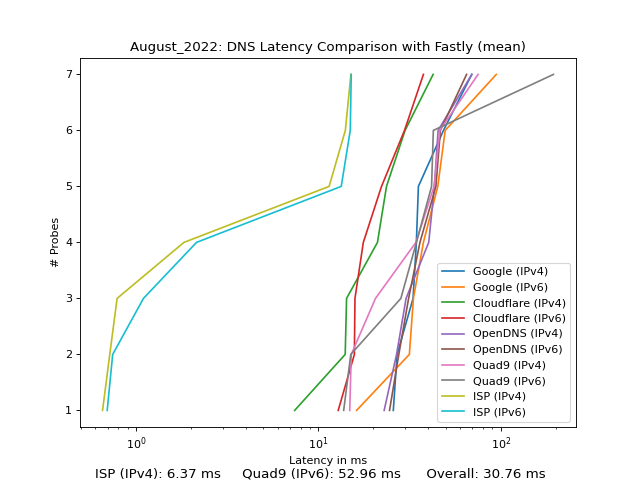 August_2022: DNS Latency Comparison with Fastly (mean)
7
6
5
4
3
2
1
# Probes
Google (IPv4)
Google (IPv6)
Cloudflare (IPv4)
Cloudflare (IPv6)
OpenDNS (IPv4)
OpenDNS (IPv6)
Quad9 (IPv4)
Quad9 (IPv6)
ISP (IPv4)
ISP (IPv6)
10⁰ 10¹ 10²
Latency in ms
ISP (IPv4): 6.37 ms Quad9 (IPv6): 52.96 ms Overall: 30.76 ms